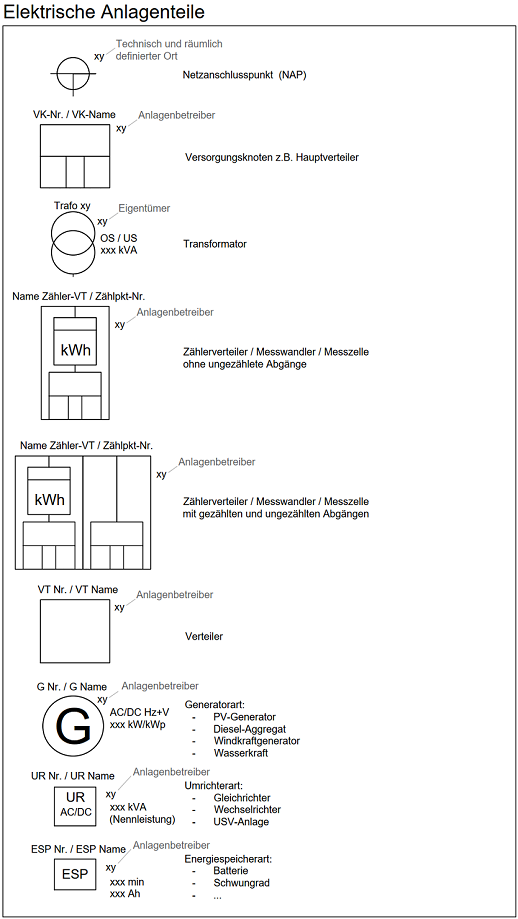 Elektrische Anlagenteile
Technisch und räumlich
definierter Ort
xy
Netzanschlusspunkt (NAP)
VK-Nr. / VK-Name
Anlagenbetreiber
xy
Versorgungsknoten z.B. Hauptverteiler
Trafo xy
Eigentümer
xy
OS / US
xxx kVA
Transformator
Name Zähler-VT / Zählpkt-Nr.
Anlagenbetreiber
xy
kWh
Zählerverteiler / Messwandler / Messzelle
ohne ungezählete Abgänge
Name Zähler-VT / Zählpkt-Nr.
Anlagenbetreiber
xy
kWh
Zählerverteiler / Messwandler / Messzelle
mit gezählten und ungezählten Abgängen
VT Nr. / VT Name
Anlagenbetreiber
xy
Verteiler
G Nr. / G Name
Anlagenbetreiber
xy
G
AC/DC Hz+V
xxx kW/kWp
Generatorart:
- PV-Generator
- Diesel-Aggregat
- Windkraftgenerator
- Wasserkraft
UR Nr. / UR Name
Anlagenbetreiber
xy
UR
AC/DC
xxx kVA
(Nennleistung)
Umrichterart:
- Gleichrichter
- Wechselrichter
- USV-Anlage
ESP Nr. / ESP Name
Anlagenbetreiber
xy
ESP
xxx min
xxx Ah
Energiespeicherart:
- Batterie
- Schwungrad
- ...